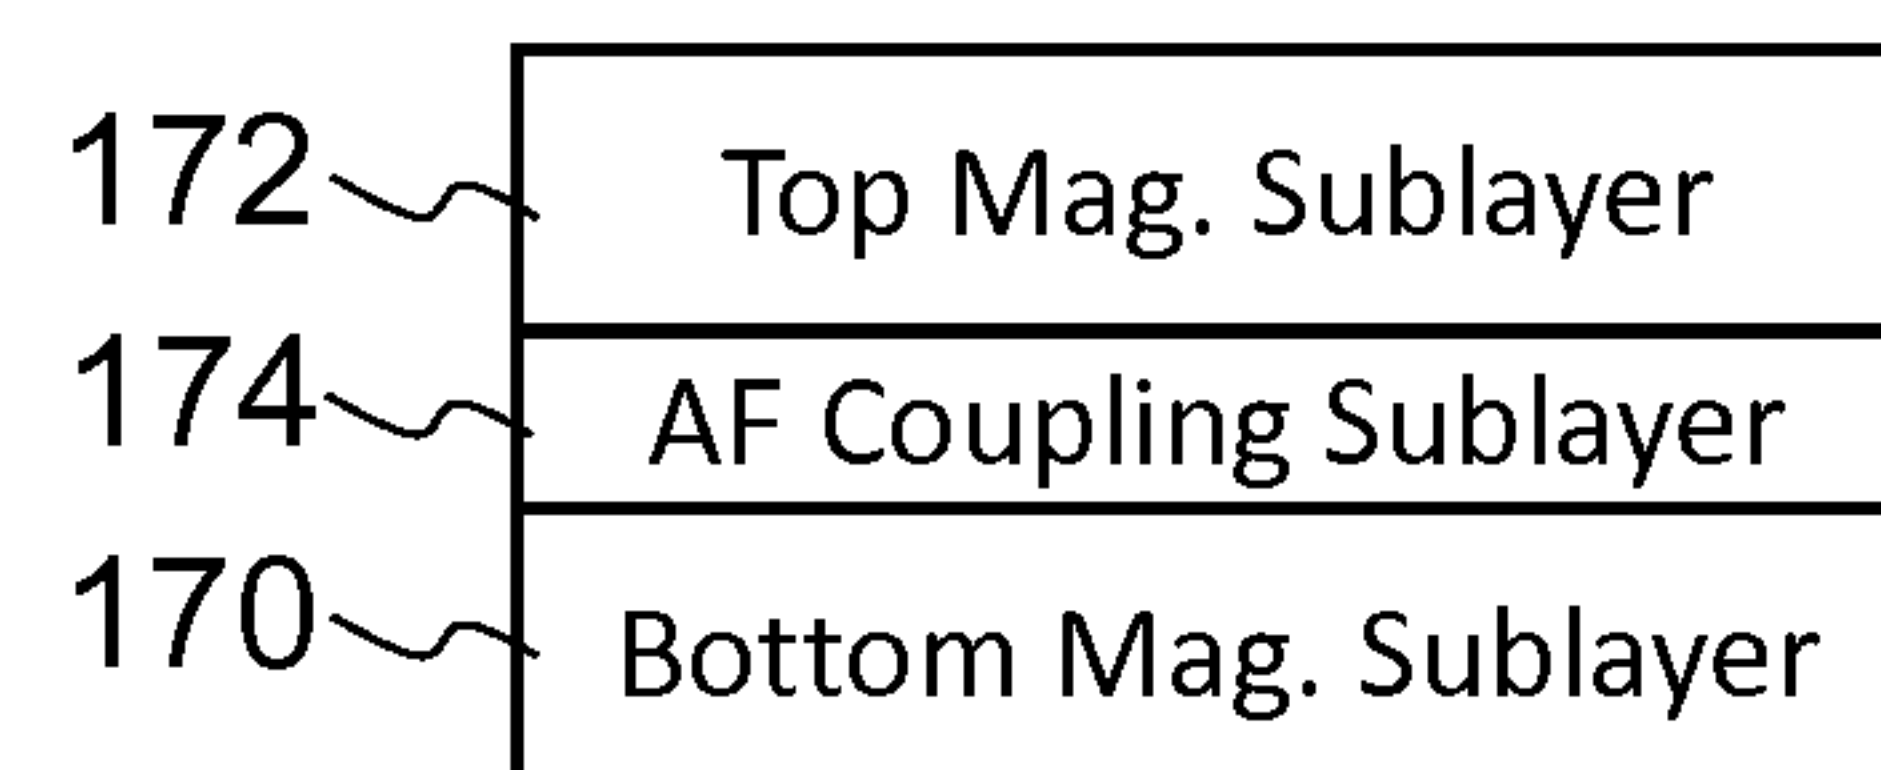 172 Top Mag. Sublayer
174 AF Coupling Sublayer
170 Bottom Mag. Sublayer